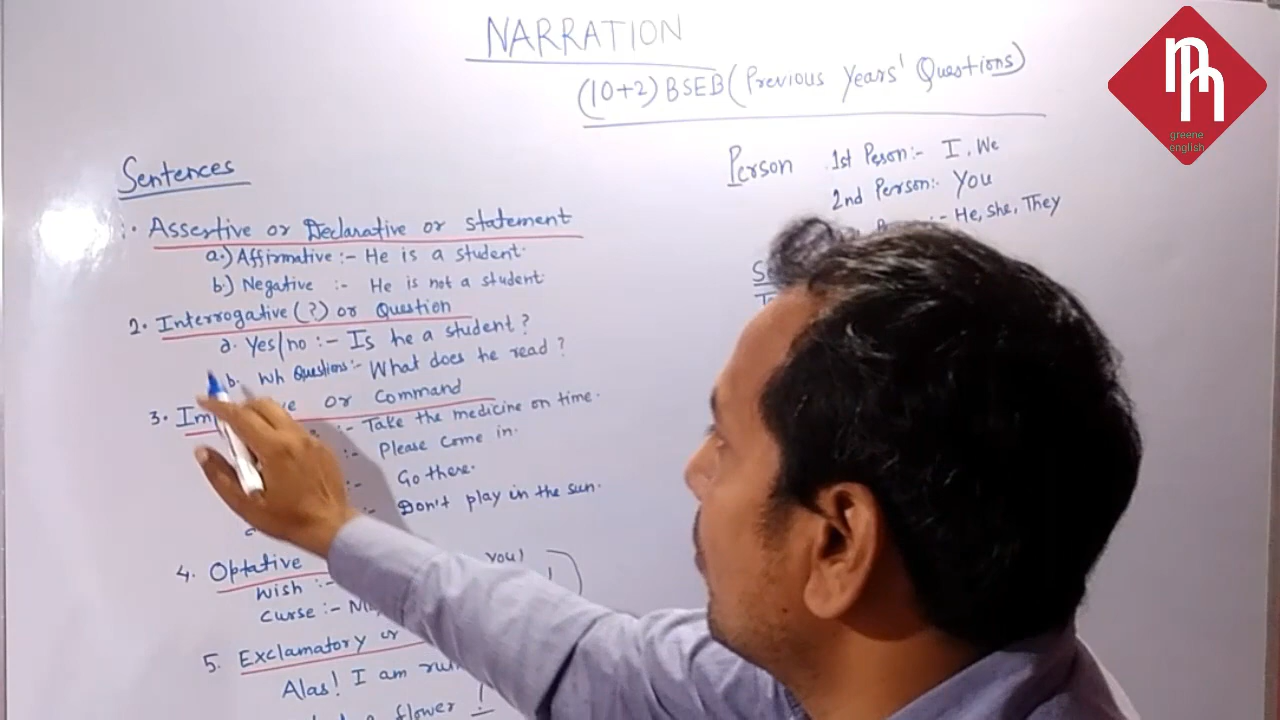 NARRATION
(10+2) BSEB (Previous Years' Questions)
greene
english
Sentences
Assertive or Declarative or statement
a.) Affirmative :- He is a student.
b.) Negative :- He is not a student.
2. Interrogative (?) or Question
a. Yes/no :- Is he a student ?
b. Wh Questions:- What does he read ?
3. or Command
:- Take the medicine on time.
:- Please come in.
:- Go there.
:- Don't play in the sun.
4. Optative you!
Wish :-
Curse :-
5. Exclamatory or
Alas! I am
flower !
Person 1st Peson:- I, We
2nd Person:- You
:- He, She, They